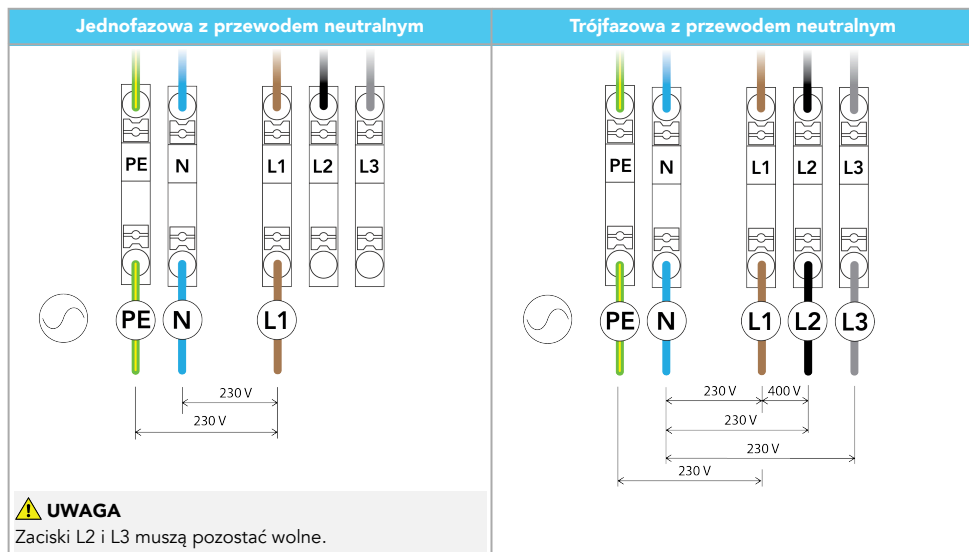 Jednofazowa z przewodem neutralnym
PE N L1 L2 L3
PE N L1
230 V
230 V
UWAGA
Zaciski L2 i L3 muszą pozostać wolne.
Trójfazowa z przewodem neutralnym
PE N L1 L2 L3
PE N L1 L2 L3
230 V 400 V
230 V
230 V
230 V